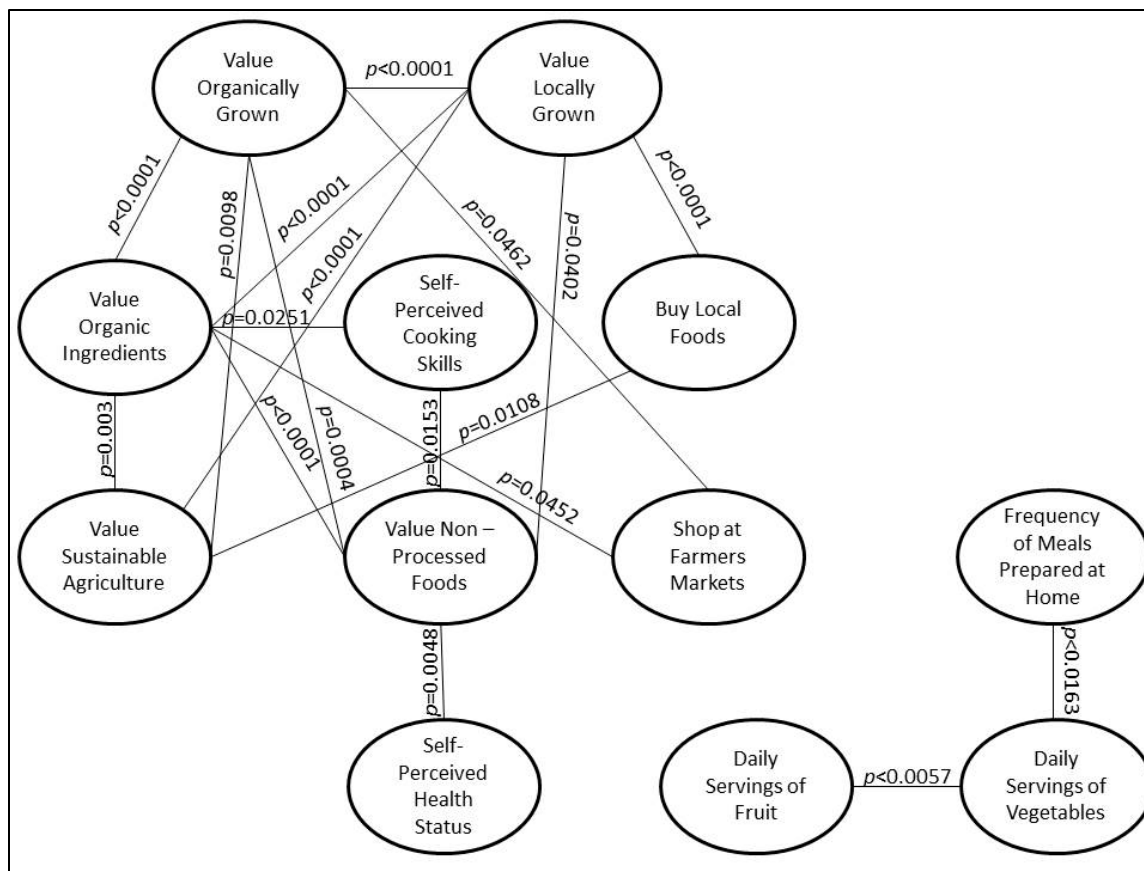 Value
Organically
Grown
p<0.0001
Value
Locally
Grown
p<0.0001
p=0.0098
p<0.0001
p<0.0001
p=0.0462
p=0.0402
p<0.0001
Value
Organic
Ingredients
p=0.0251
Self-
Perceived
Cooking
Skills
Buy Local
Foods
p=0.003
p<0.0001
p=0.0004
p=0.0153
p=0.0108
p=0.0452
Value
Sustainable
Agriculture
Value Non –
Processed
Foods
Shop at
Farmers
Markets
Frequency
of Meals
Prepared at
Home
p=0.0048
p<0.0163
Self-
Perceived
Health
Status
Daily
Servings of
Fruit
p<0.0057
Daily
Servings of
Vegetables